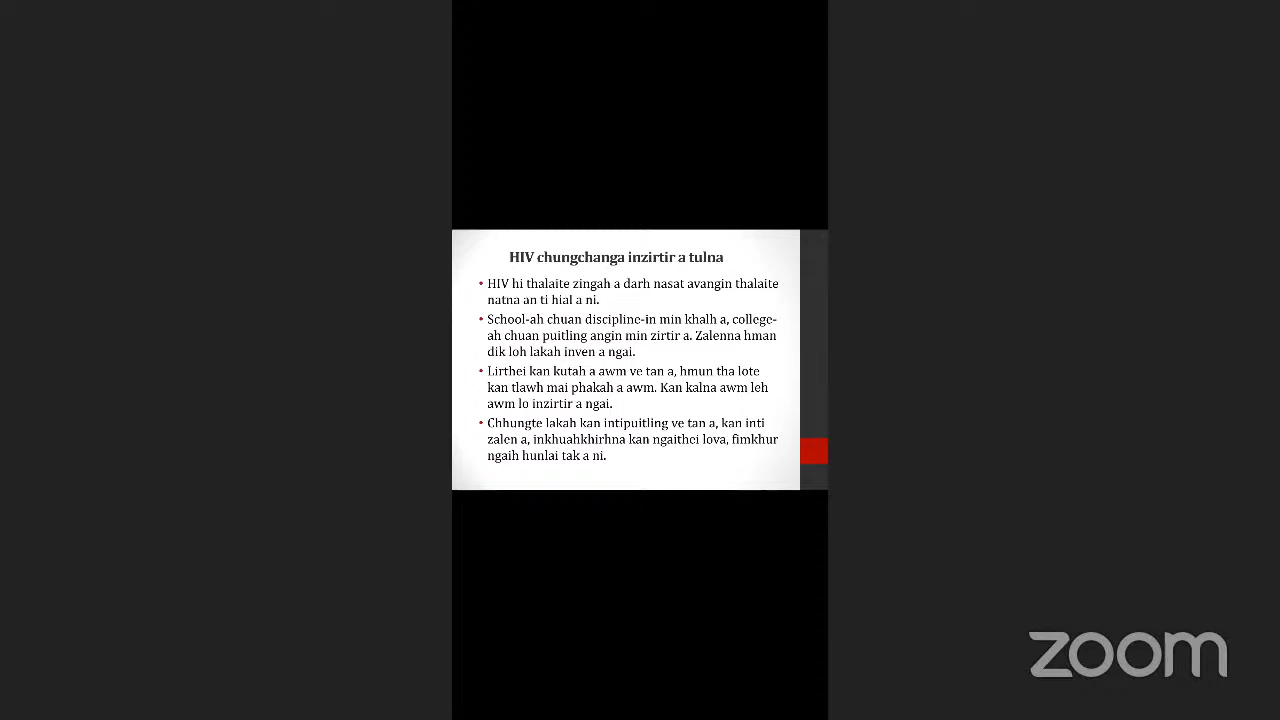 HIV chungchanga inzirtir a tulna
• HIV hi thalaite zingah a darh nasat avangin thalaite
natna an ti hial a ni.
• School-ah chuan discipline-in min khalh a, college-
ah chuan puitling angin min zirtir a. Zalenna hman
dik loh lakah inven a ngai.
• Lirthei kan kutah a awm ve tan a, hmun tha lote
kan tlawh mai phakah a awm. Kan kalna awm leh
awm lo inzirtir a ngai.
• Chhungte lakah kan intipuitling ve tan a, kan inti
zalen a, inkhuahkhirhna kan ngaithei lova, fimkhur
ngaih hunlai tak a ni.
zoom